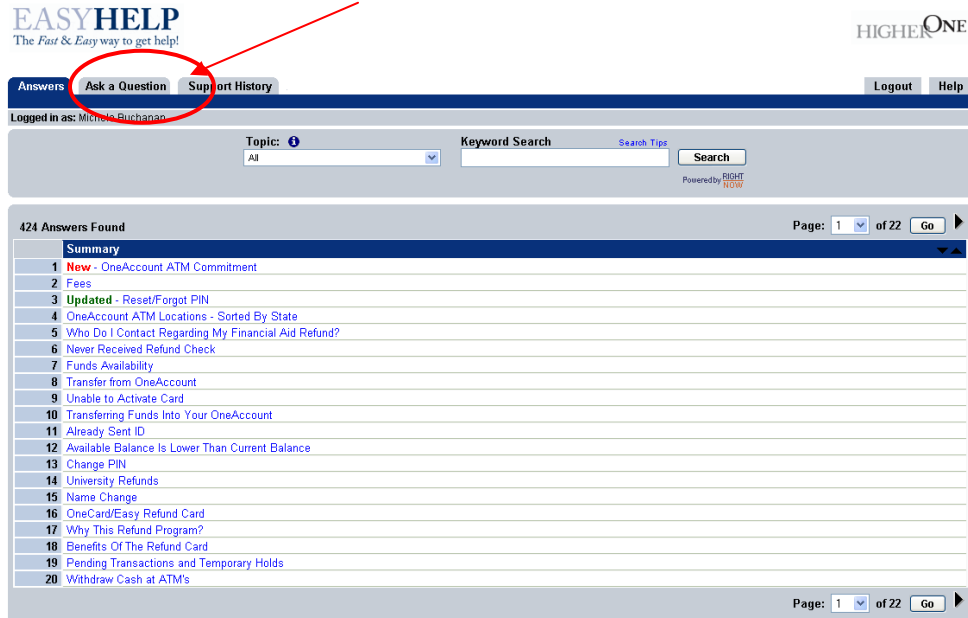 EASYHELP
The Fast & Easy way to get help!
HIGHERONE
Answers Ask a Question Support History Logout Help
Logged in as: Michele Buchanan
Topic: Keyword Search Search Tips
All Search
Powered by RIGHT NOW
424 Answers Found Page: 1 of 22 Go
Summary
1 New - OneAccount ATM Commitment
2 Fees
3 Updated - Reset/Forgot PIN
4 OneAccount ATM Locations - Sorted By State
5 Who Do I Contact Regarding My Financial Aid Refund?
6 Never Received Refund Check
7 Funds Availability
8 Transfer from OneAccount
9 Unable to Activate Card
10 Transferring Funds Into Your OneAccount
11 Already Sent ID
12 Available Balance Is Lower Than Current Balance
13 Change PIN
14 University Refunds
15 Name Change
16 OneCard/Easy Refund Card
17 Why This Refund Program?
18 Benefits Of The Refund Card
19 Pending Transactions and Temporary Holds
20 Withdraw Cash at ATM's
Page: 1 of 22 Go